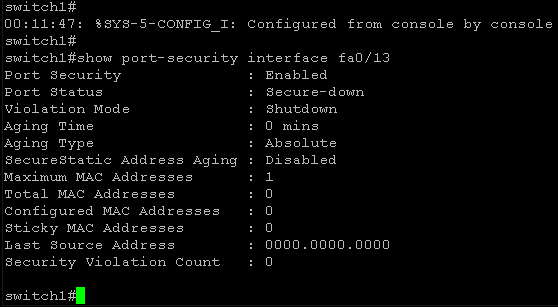 switch1#
00:11:47: %SYS-5-CONFIG_I: Configured from console by console
switch1#
switch1#show port-security interface fa0/13
Port Security : Enabled
Port Status : Secure-down
Violation Mode : Shutdown
Aging Time : 0 mins
Aging Type : Absolute
SecureStatic Address Aging : Disabled
Maximum MAC Addresses : 1
Total MAC Addresses : 0
Configured MAC Addresses : 0
Sticky MAC Addresses : 0
Last Source Address : 0000.0000.0000
Security Violation Count : 0
switch1#